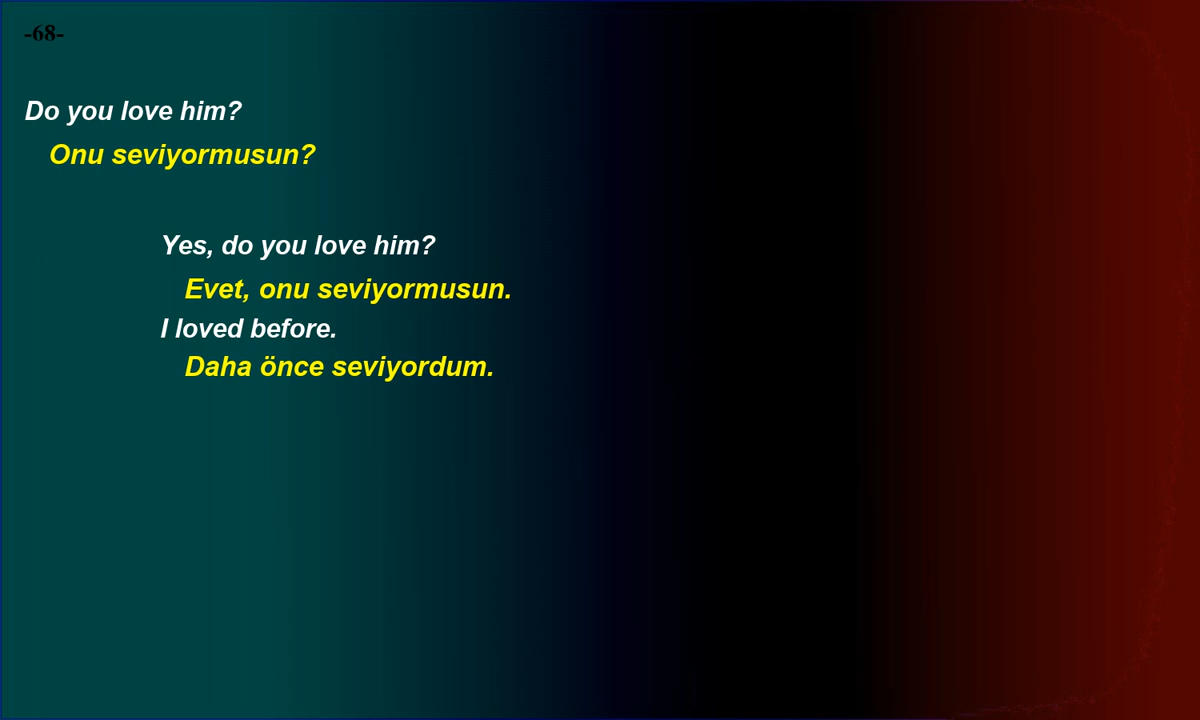 -68-
Do you love him?
Onu seviyormusun?
Yes, do you love him?
Evet, onu seviyormusun.
I loved before.
Daha önce seviyordum.